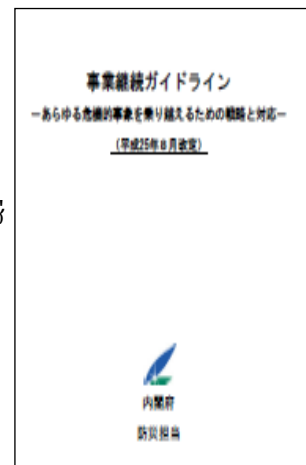 事業継続ガイドライン
－あらゆる危機的事象を乗り越えるための戦略と対応－
（平成25年8月改定）
内閣府
防災担当